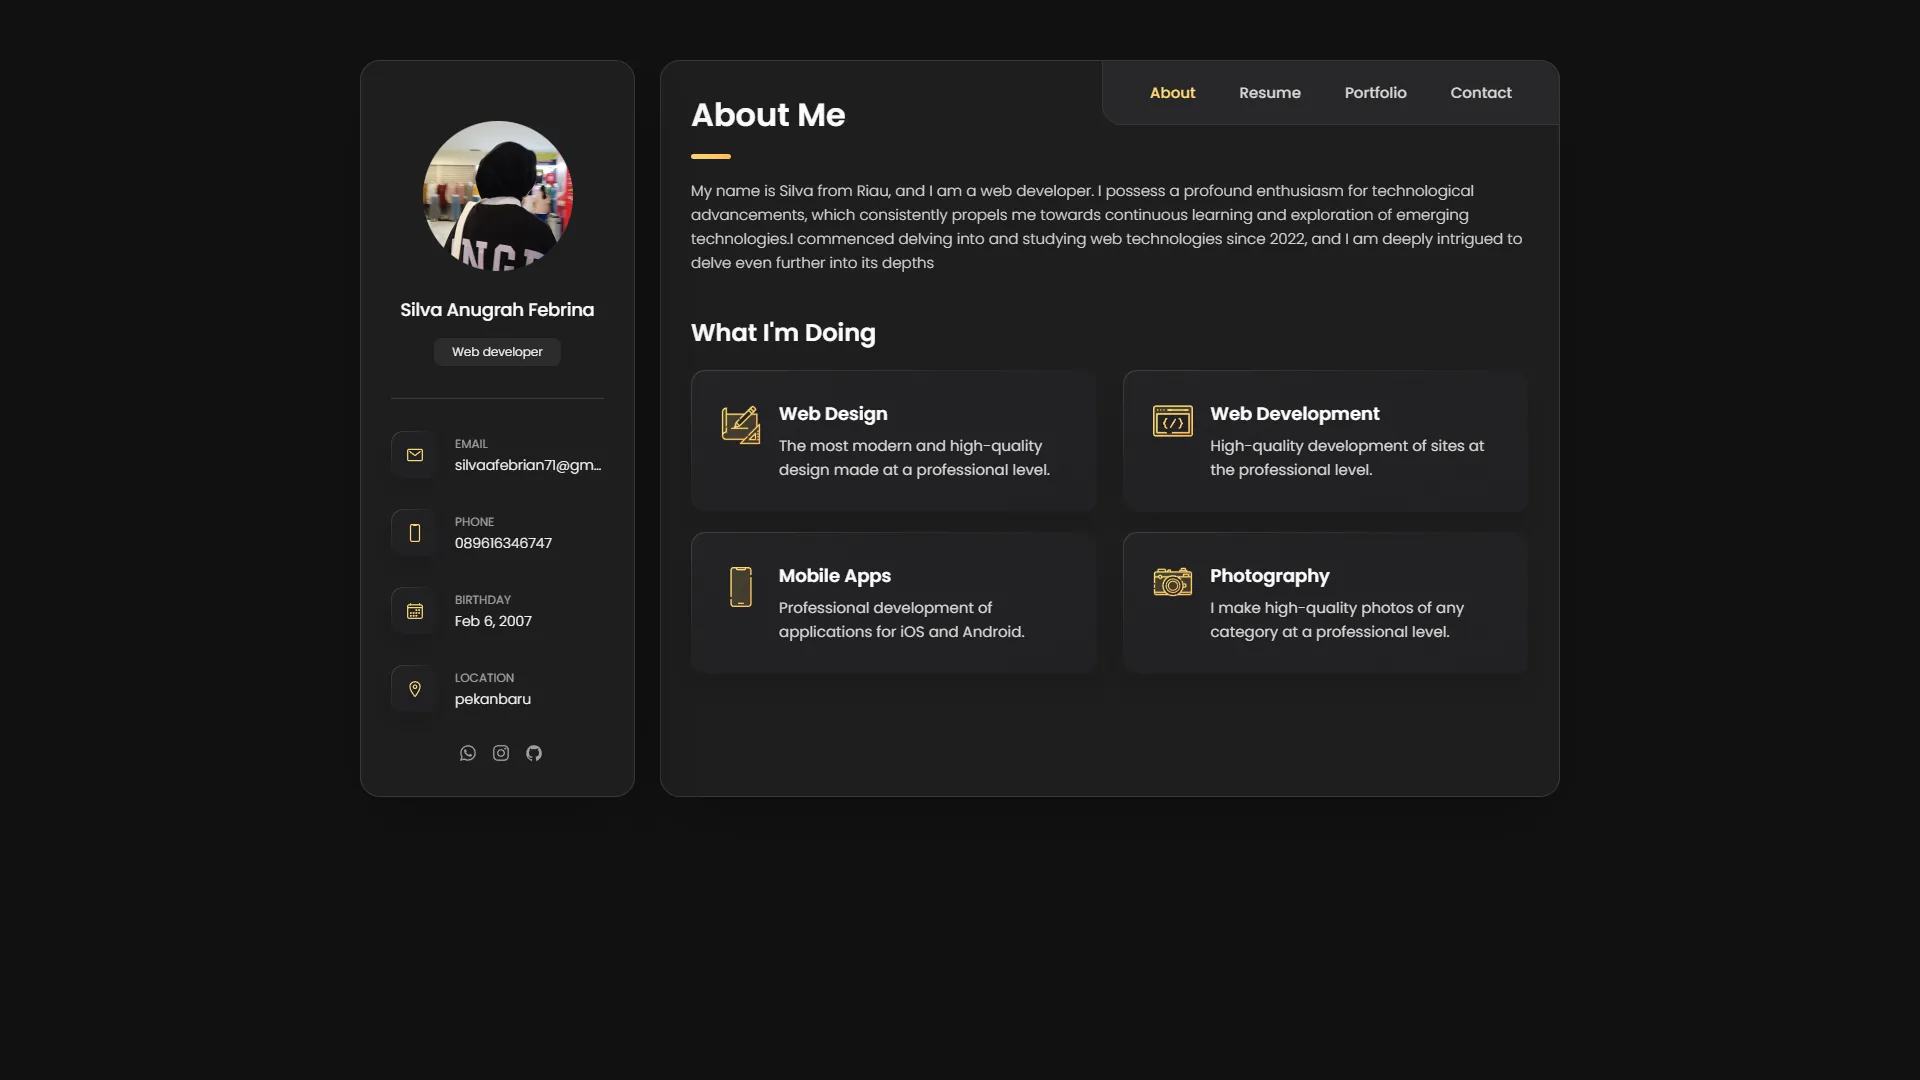 Silva Anugrah Febrina
Web developer
EMAIL
silvaafebrian71@gm...
PHONE
089616346747
BIRTHDAY
Feb 6, 2007
LOCATION
pekanbaru
About
Resume
Portfolio
Contact
About Me
My name is Silva from Riau, and I am a web developer. I possess a profound enthusiasm for technological
advancements, which consistently propels me towards continuous learning and exploration of emerging
technologies.I commenced delving into and studying web technologies since 2022, and I am deeply intrigued to
delve even further into its depths
What I'm Doing
Web Design
The most modern and high-quality
design made at a professional level.
Web Development
High-quality development of sites at
the professional level.
Mobile Apps
Professional development of
applications for iOS and Android.
Photography
I make high-quality photos of any
category at a professional level.